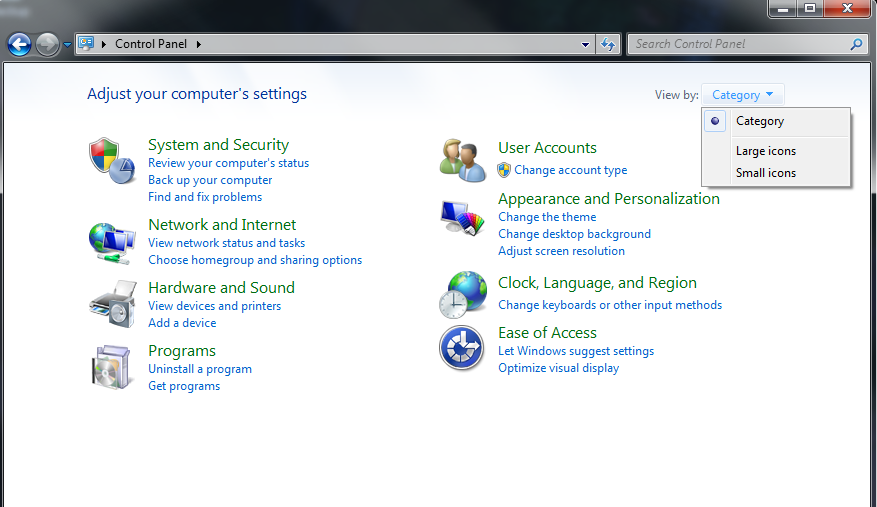 Control Panel
Search Control Panel
Adjust your computer's settings
View by: Category
Category
Large icons
Small icons
System and Security
Review your computer's status
Back up your computer
Find and fix problems
Network and Internet
View network status and tasks
Choose homegroup and sharing options
Hardware and Sound
View devices and printers
Add a device
Programs
Uninstall a program
Get programs
User Accounts
Change account type
Appearance and Personalization
Change the theme
Change desktop background
Adjust screen resolution
Clock, Language, and Region
Change keyboards or other input methods
Ease of Access
Let Windows suggest settings
Optimize visual display